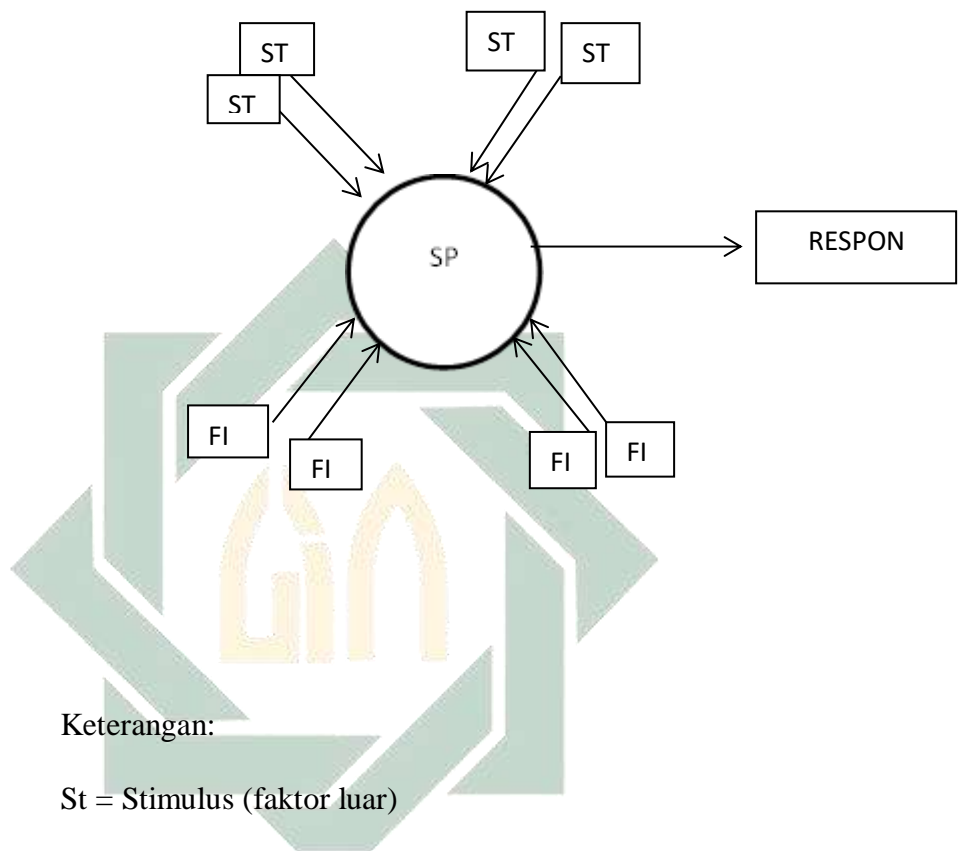 ST
ST
ST
ST
SP
RESPON
FI
FI
FI
FI
Keterangan:
St = Stimulus (faktor luar)